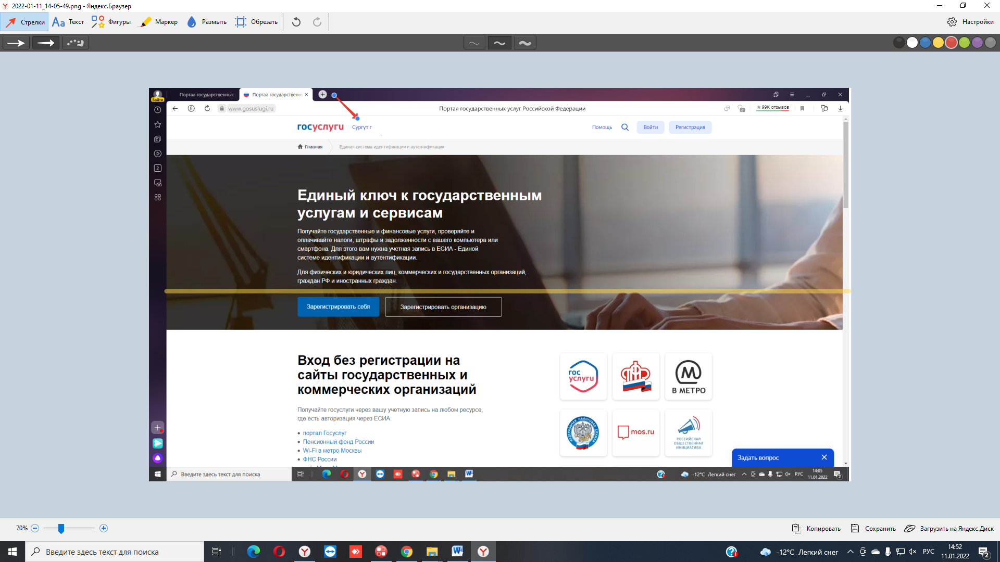 2022-01-11_14-05-49.png - Яндекс.Браузер
Стрелки
Aa Текст
Фигуры
Маркер
Размыть
Обрезать
Настройки
Войти
Портал государственных
Портал государственнь
www.gosuslugi.ru
Портал государственных услуг Российской Федерации
2
99K отзывов
госуслуги
Сургут г
Помощь
Войти
Регистрация
Главная
Единая система идентификации и аутентификации
2
Единый ключ к государственным
услугам и сервисам
Получайте государственные и финансовые услуги, проверяйте и
оплачивайте налоги, штрафы и задолженности с вашего компьютера или
смартфона. Для этого вам нужна учетная запись в ЕСИА - Единой
системе идентификации и аутентификации.
Для физических и юридических лиц, коммерческих и государственных организаций,
граждан РФ и иностранных граждан.
Зарегистрировать себя
Зарегистрировать организацию
Вход без регистрации на
сайты государственных и
коммерческих организаций
Получайте госуслуги через вашу учетную запись на любом ресурсе,
где есть авторизация через ЕСИА:
портал Госуслуг
Пенсионный фонд России
Wi-Fi в метро Москвы
ФНС России
гос
услуги
В МЕТРО
ФЕДЕРАЛЬНАЯ НАЛОГОВАЯ СЛУЖБА
mos.ru
РОССИЙСКАЯ
ОБЩЕСТВЕННАЯ
ИНИЦИАТИВА
Задать вопрос
Введите здесь текст для поиска
-12°C Легкий снег
РУС
14:05
11.01.2022
2
70%
Копировать
Сохранить
Загрузить на Яндекс.Диск
Введите здесь текст для поиска
-12°C Легкий снег
РУС
14:52
11.01.2022
2